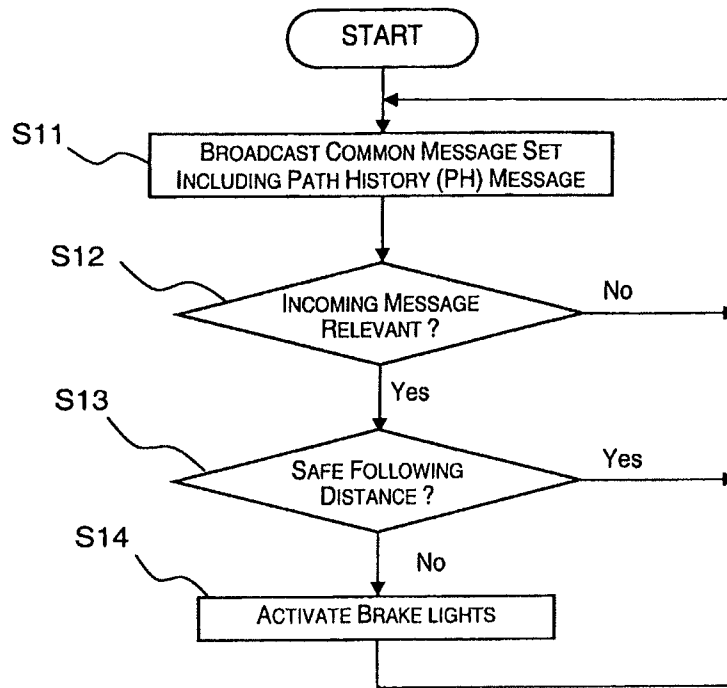 START
S11
BROADCAST COMMON MESSAGE SET
INCLUDING PATH HISTORY (PH) MESSAGE
S12
INCOMING MESSAGE
RELEVANT ?
No
Yes
S13
SAFE FOLLOWING
DISTANCE ?
Yes
No
S14
ACTIVATE BRAKE LIGHTS